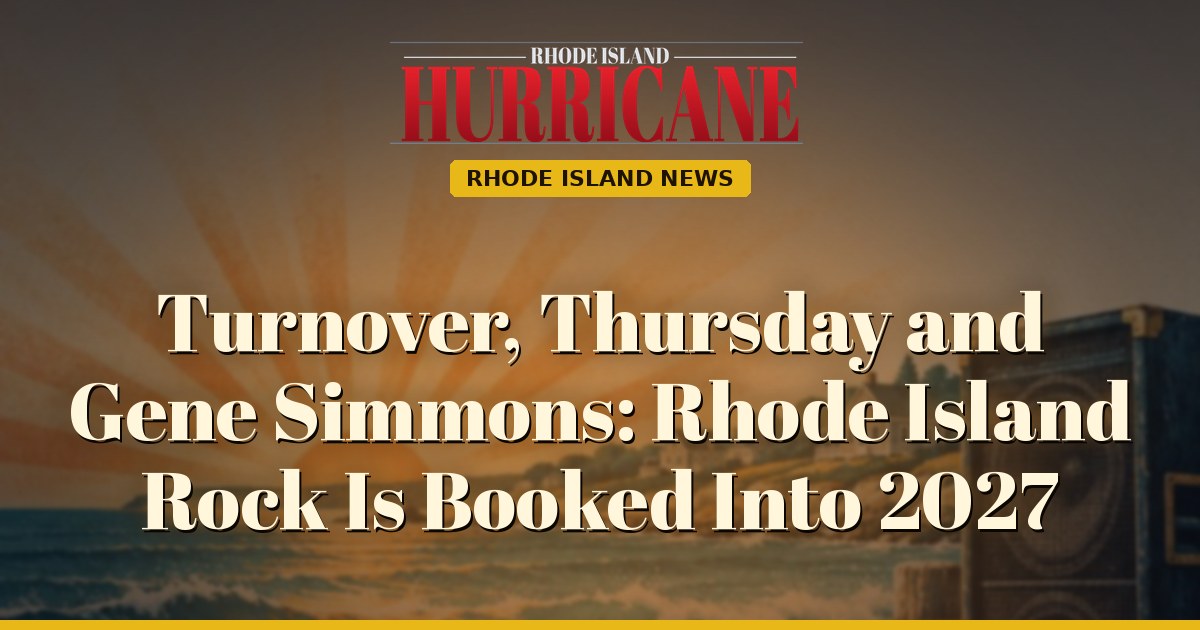 RHODE ISLAND
HURRICANE
RHODE ISLAND NEWS
Turnover, Thursday and
Gene Simmons: Rhode Island
Rock Is Booked Into 2027